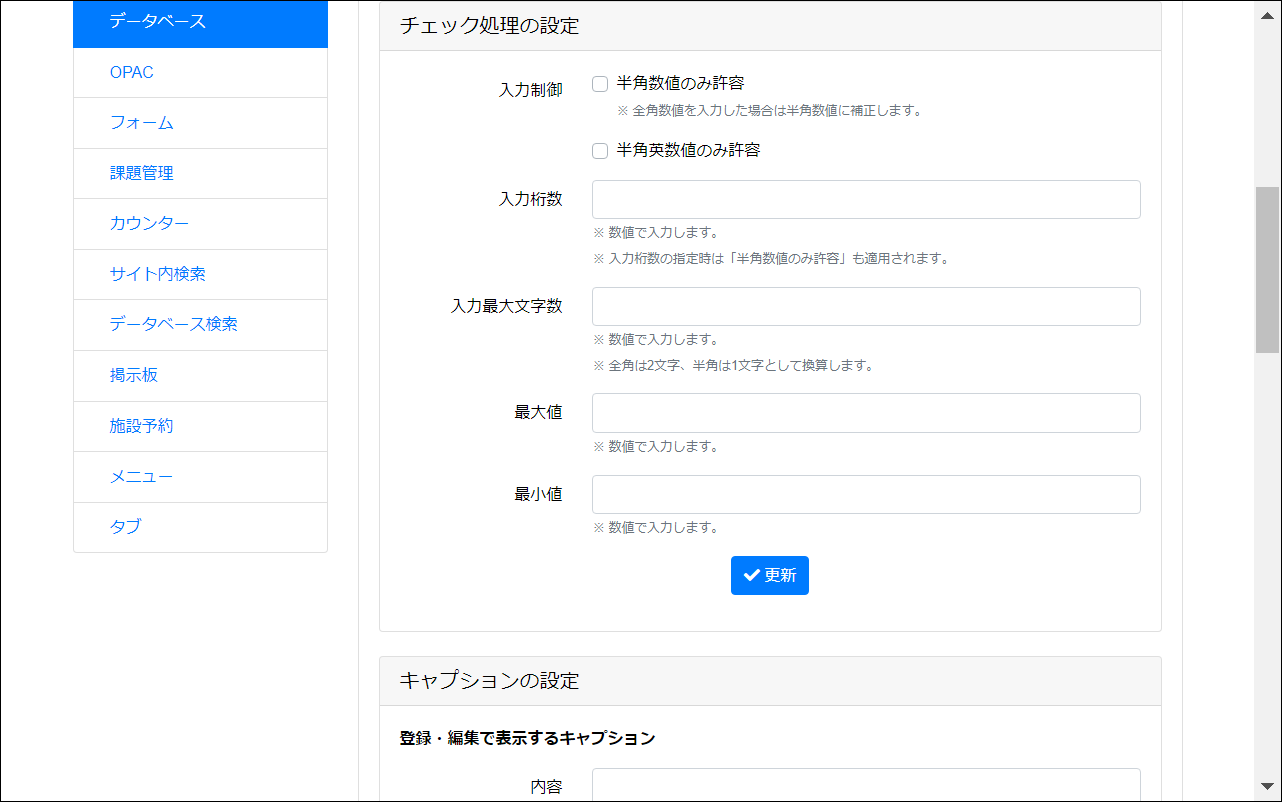 データベース
OPAC
フォーム
課題管理
カウンター
サイト内検索
データベース検索
掲示板
施設予約
メニュー
タブ
チェック処理の設定
入力制御
半角数値のみ許容
※ 全角数値を入力した場合は半角数値に補正します。
半角英数値のみ許容
入力桁数
※ 数値で入力します。
※ 入力桁数の指定時は「半角数値のみ許容」も適用されます。
入力最大文字数
※ 数値で入力します。
※ 全角は2文字、半角は1文字として換算します。
最大値
※ 数値で入力します。
最小値
※ 数値で入力します。
更新
キャプションの設定
登録・編集で表示するキャプション
内容